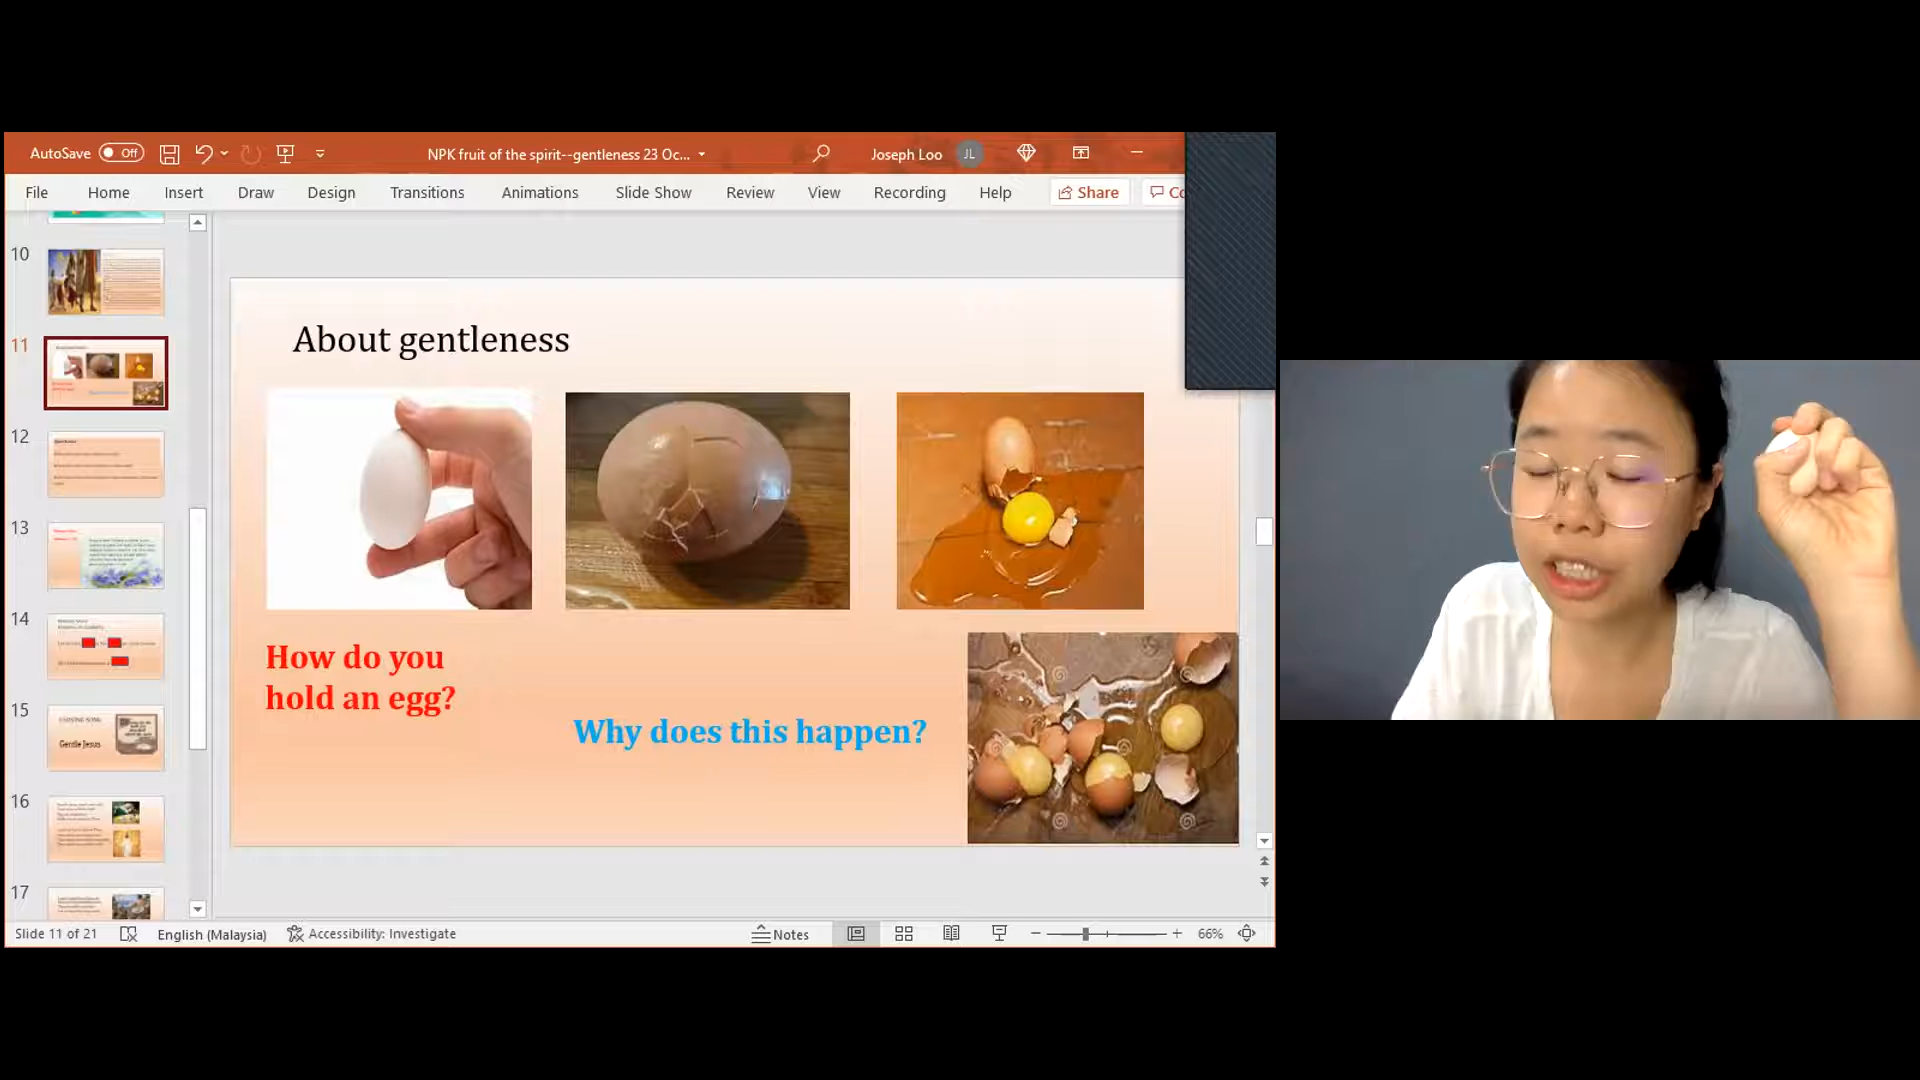 AutoSave Off
NPK fruit of the spirit--gentleness 23 Oc...
Joseph Loo JL
File Home Insert Draw Design Transitions Animations Slide Show Review View Recording Help Share Co
10
11
12
13
14
15
CLOSING SONG
Gentle Jesus
16
17
About gentleness
How do you
hold an egg?
Why does this happen?
Slide 11 of 21 English (Malaysia) Accessibility: Investigate Notes 66%